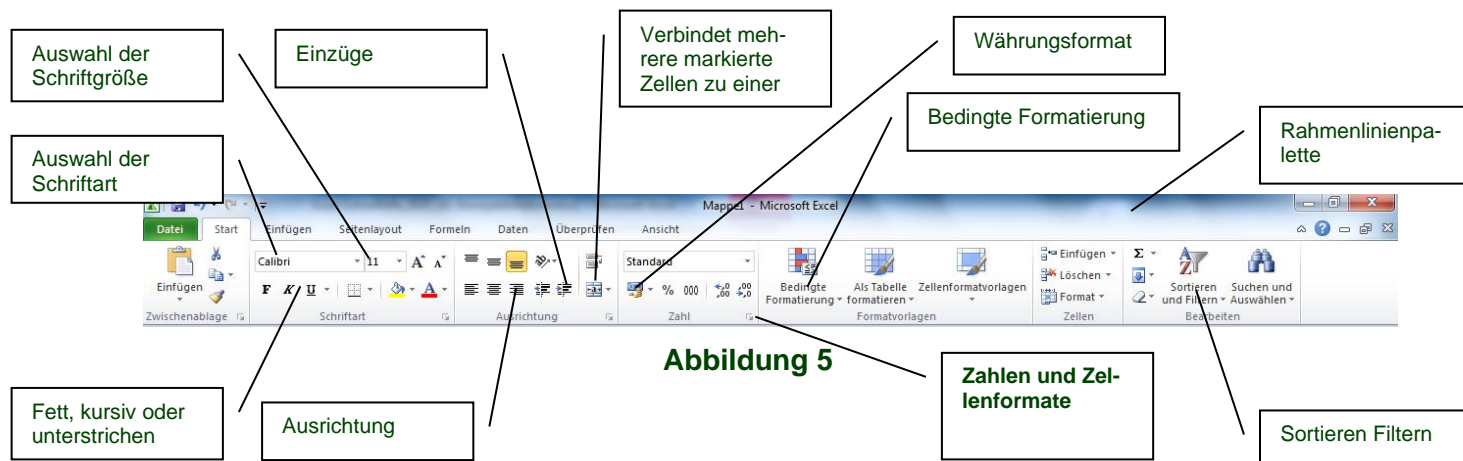 Auswahl der
Schriftgröße
Einzüge
Verbindet meh-
rere markierte
Zellen zu einer
Währungsformat
Bedingte Formatierung
Rahmenlinienpa-
lette
Auswahl der
Schriftart
Mappe1 - Microsoft Excel
Datei Start Einfügen Seitenlayout Formeln Daten Überprüfen Ansicht
Calibri 11 A A Standard Einfügen Σ
Löschen
Einfügen F K U A % 000 ,00 ,00 Bedingte Als Tabelle Zellenformatvorlagen Format Sortieren Suchen und
Formatierung formatieren und Filtern Auswählen
Zwischenablage Schriftart Ausrichtung Zahl Formatvorlagen Zellen Bearbeiten
Abbildung 5
Zahlen und Zel-
lenformate
Fett, kursiv oder
unterstrichen
Ausrichtung
Sortieren Filtern